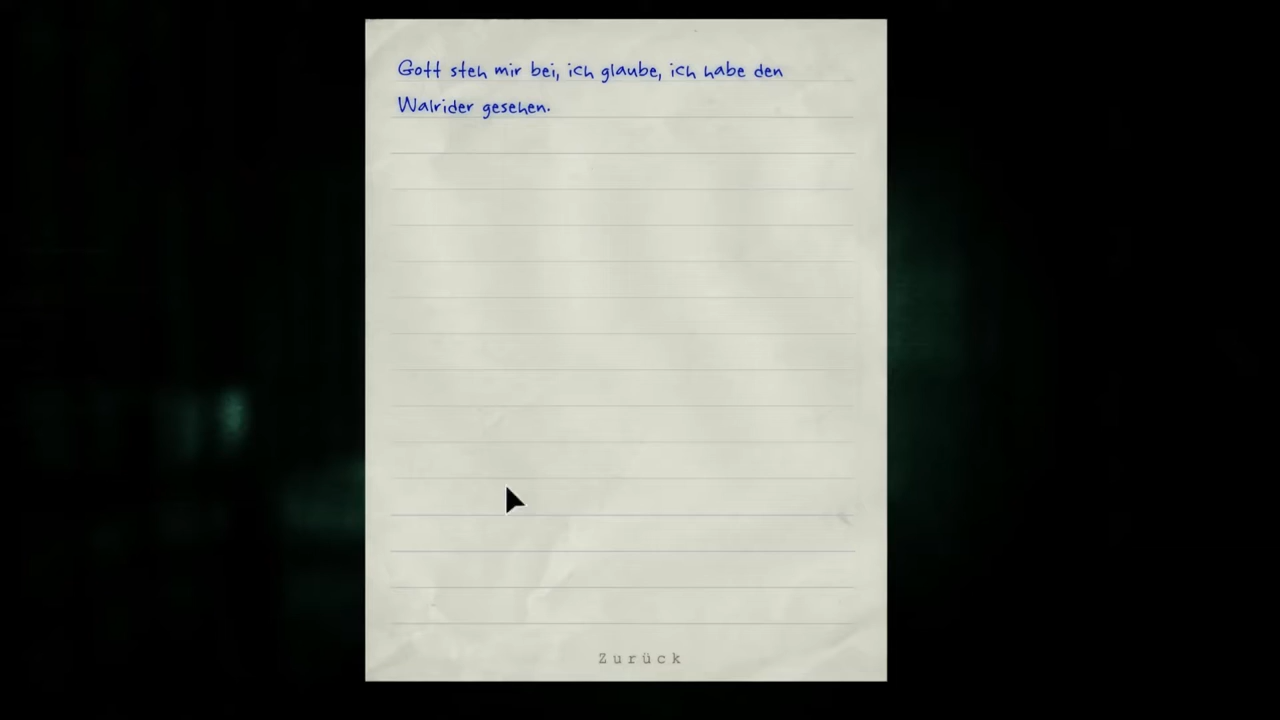 Gott steh mir bei, ich glaube, ich habe den
Walrider gesehen.
Zurück